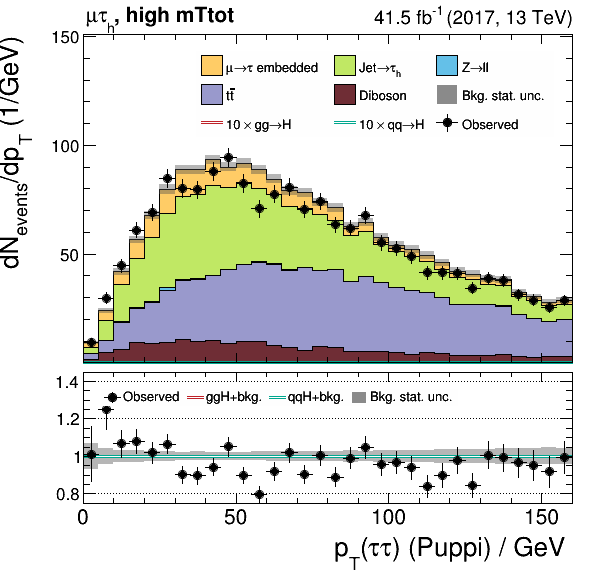 μτh, high mTtot 41.5 fb⁻¹ (2017, 13 TeV)
150
μ→τ embedded Jet→τh Z→ll
tt̄ Diboson Bkg. stat. unc.
10 × gg→H 10 × qq→H Observed
100
50
dNevents/dpT (1/GeV)
1.4
Observed ggH+bkg. qqH+bkg. Bkg. stat. unc.
1.2
1
0.8
0 50 100 150
pT(ττ) (Puppi) / GeV